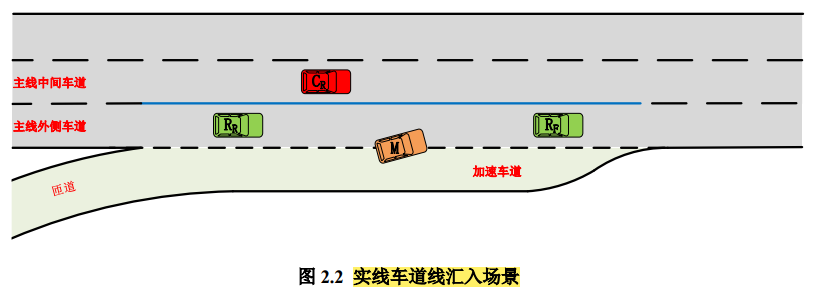 主线中间车道
C_R
主线外侧车道
R_R
R_F
M
加速车道
匝道
图 2.2 实线车道线汇入场景